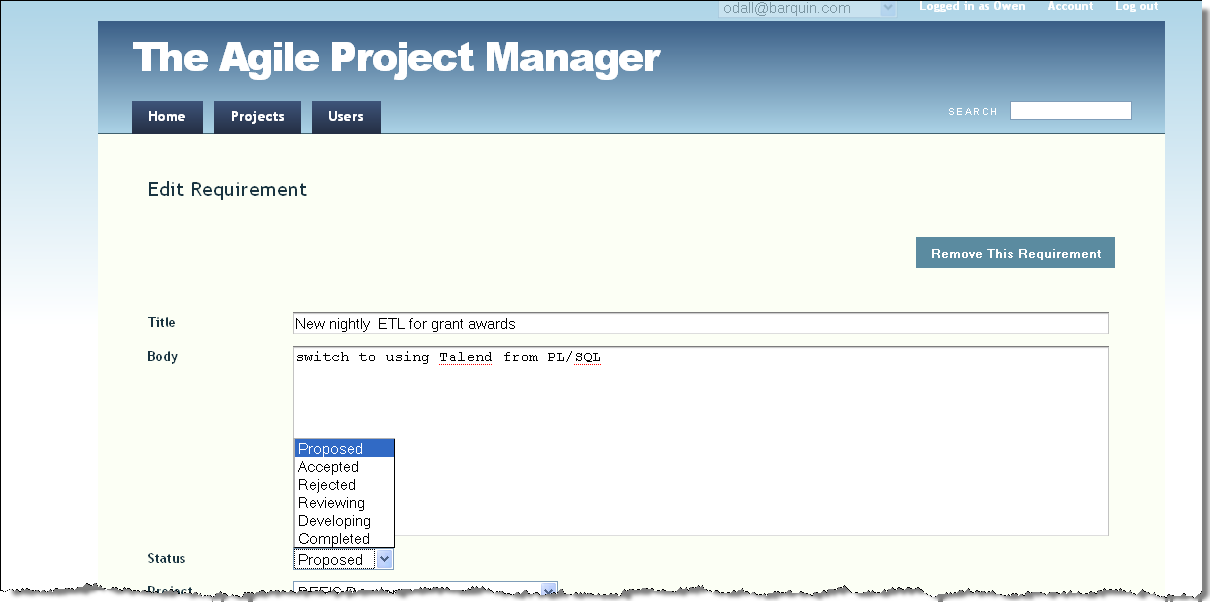 odall@barquin.com Logged in as Owen Account Log out
The Agile Project Manager
Home Projects Users SEARCH
Edit Requirement
Remove This Requirement
Title New nightly ETL for grant awards
Body switch to using Talend from PL/SQL
Proposed
Accepted
Rejected
Reviewing
Developing
Completed
Status Proposed
Project